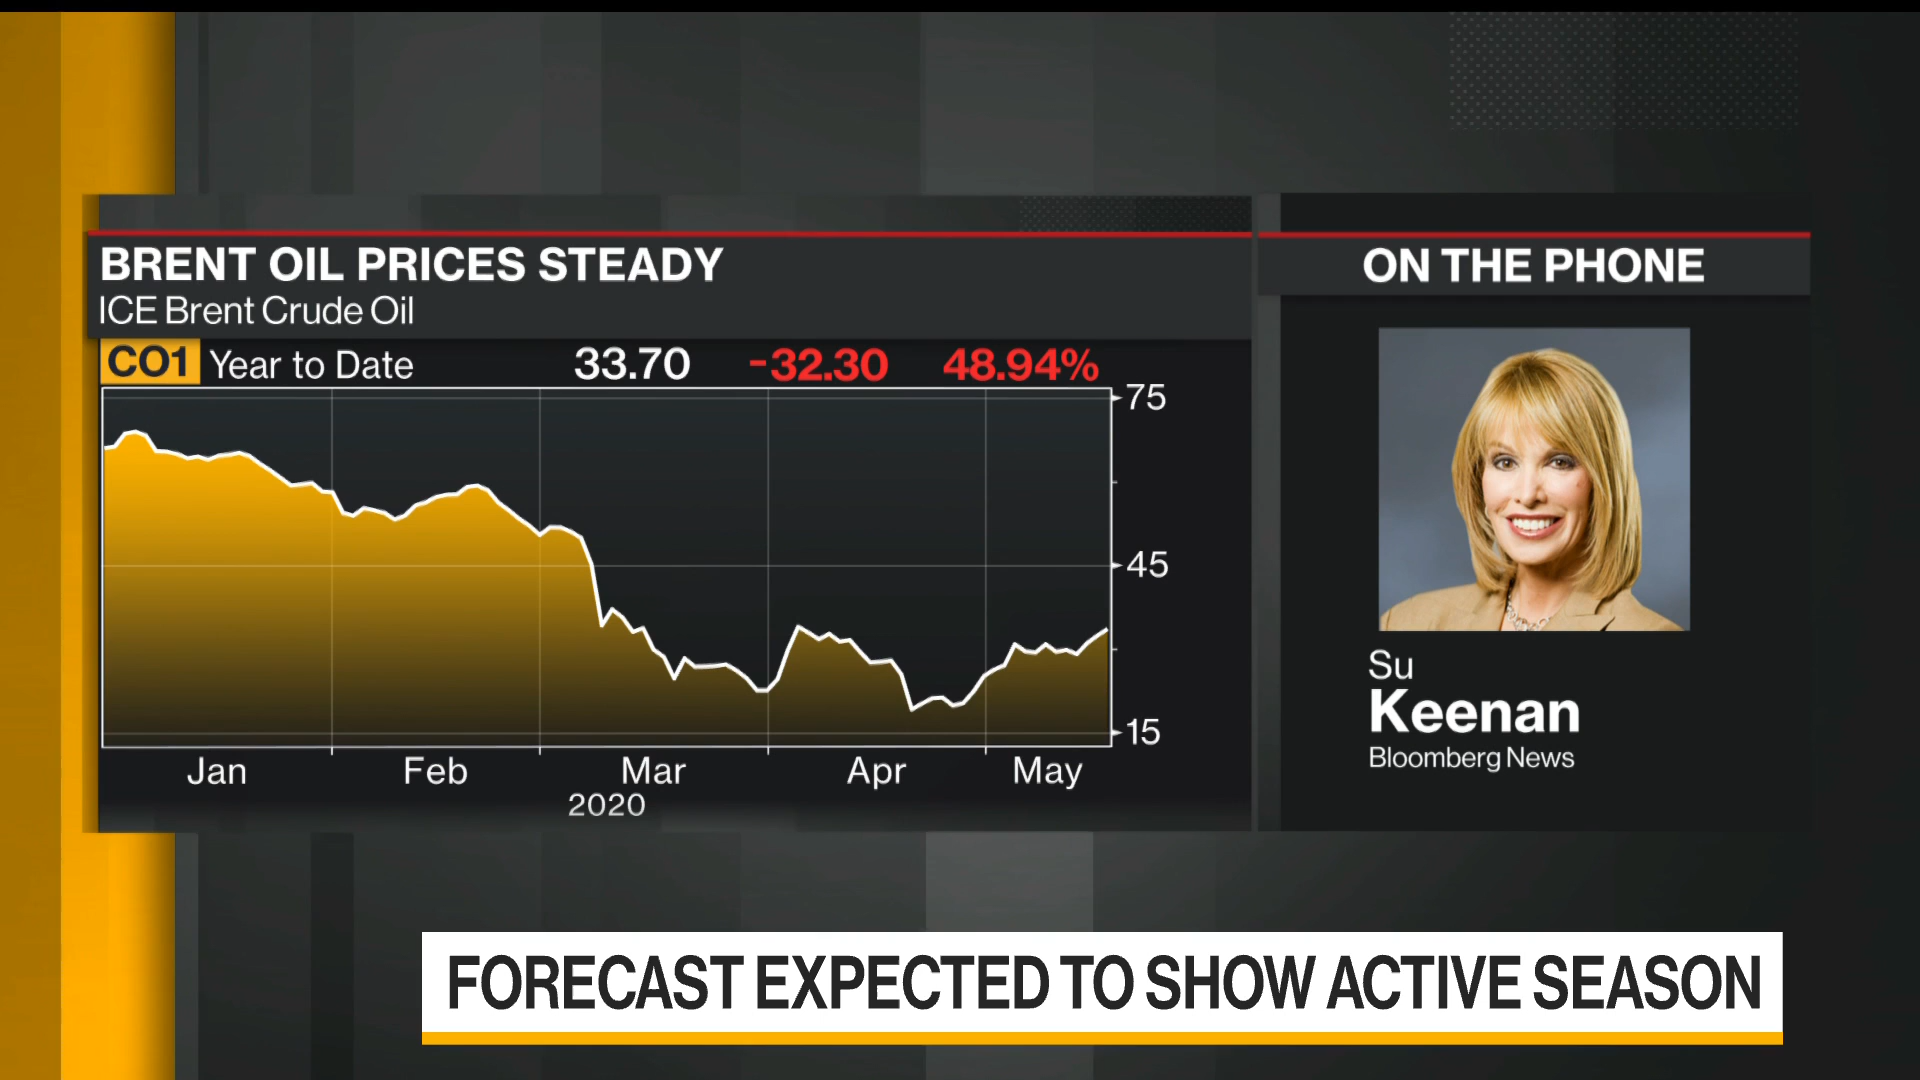 BRENT OIL PRICES STEADY
ICE Brent Crude Oil
CO1 Year to Date 33.70 -32.30 48.94%
75
45
15
Jan Feb Mar Apr May
2020
ON THE PHONE
Su
Keenan
Bloomberg News
FORECAST EXPECTED TO SHOW ACTIVE SEASON